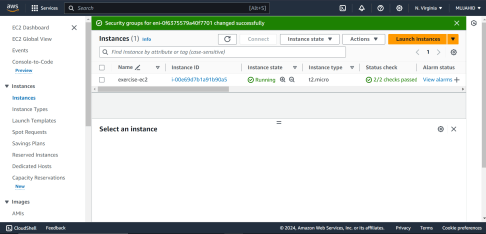 aws
Services
Search
[Alt+S]
N. Virginia
MUJAHID
EC2 Dashboard
EC2 Global View
Events
Console-to-Code
Preview
Instances
Instances
Instance Types
Launch Templates
Spot Requests
Savings Plans
Reserved Instances
Dedicated Hosts
Capacity Reservations
New
Images
AMIs
Security groups for eni-0f6375579a40f7701 changed successfully
Instances (1) Info
Connect
Instance state
Actions
Launch instances
Find Instance by attribute or tag (case-sensitive)
1
Name
Instance ID
Instance state
Instance type
Status check
Alarm status
exercise-ec2
i-00e69d7b1a91b90a5
Running
t2.micro
2/2 checks passed
View alarms
Select an instance
CloudShell
Feedback
© 2024, Amazon Web Services, Inc. or its affiliates.
Privacy
Terms
Cookie preferences